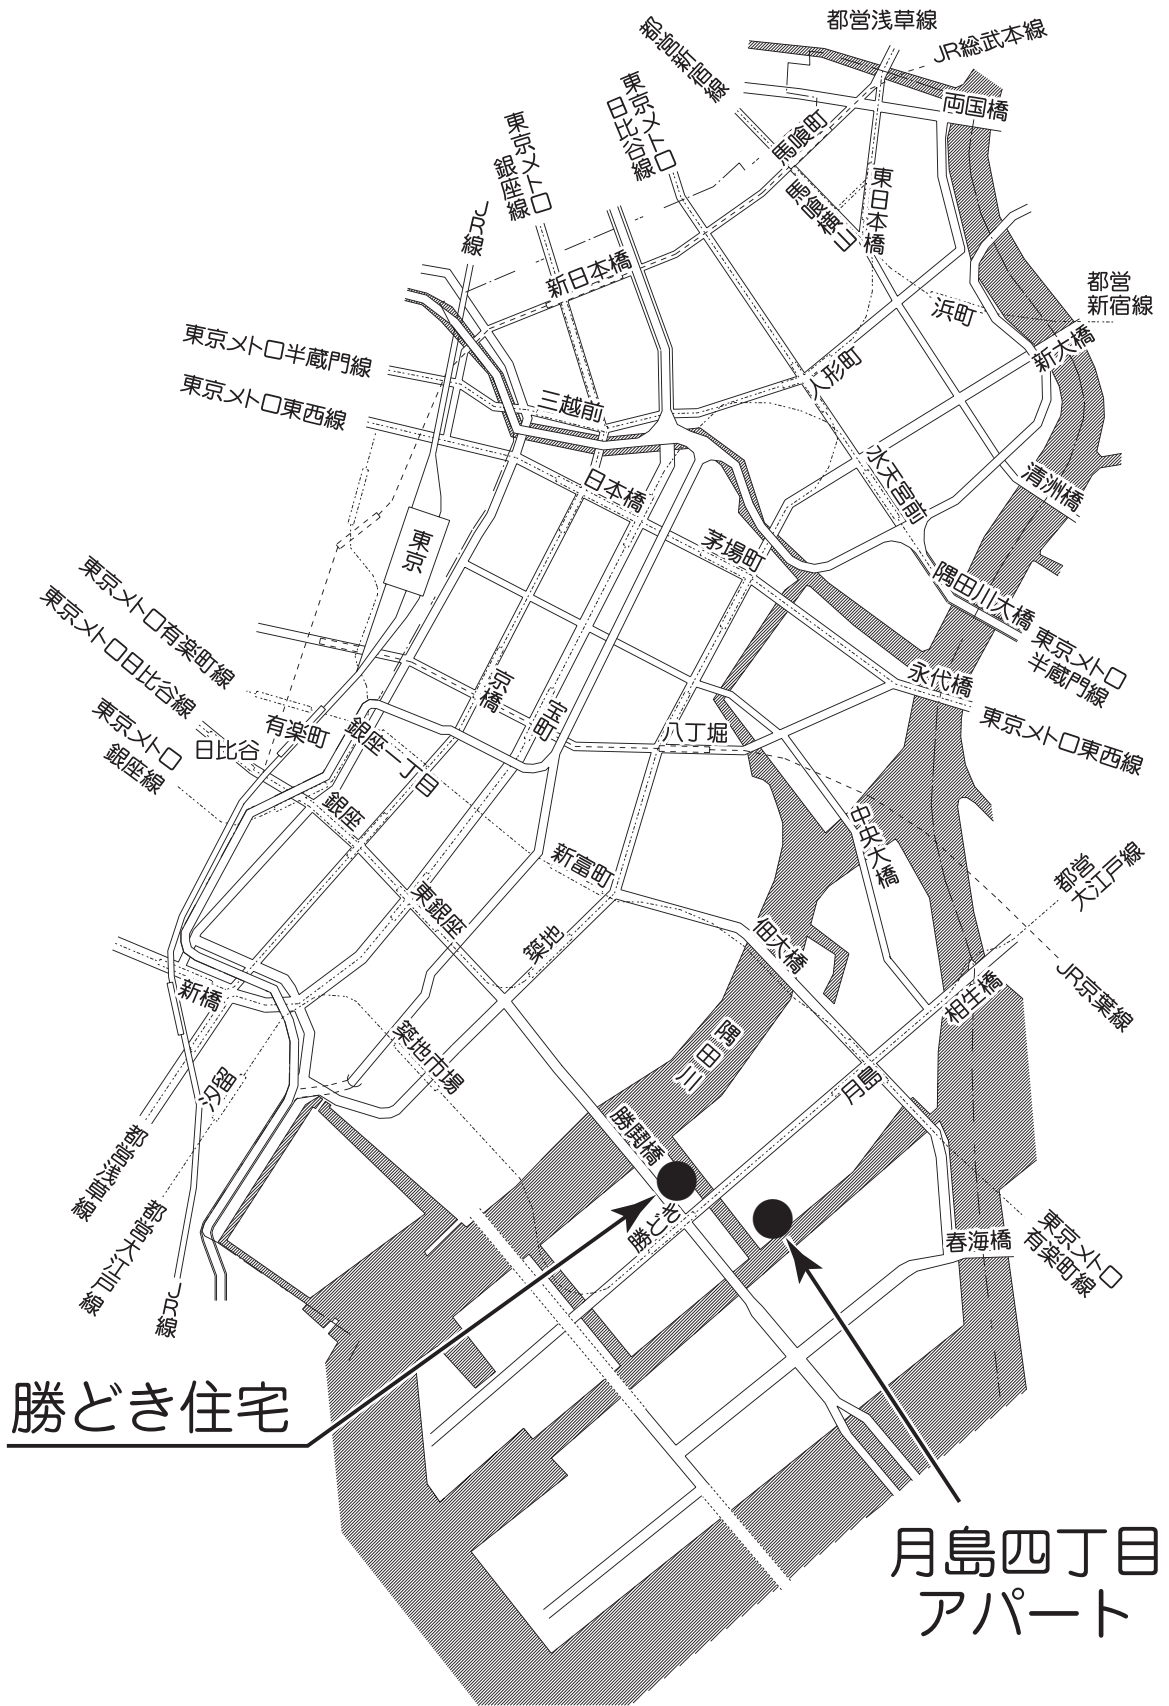 都営浅草線
JR総武本線
都営新宿線
東京メトロ
日比谷線
東京メトロ
銀座線
JR線
両国橋
馬喰町
馬喰横山
東日本橋
新日本橋
浜町
都営
新宿線
新大橋
東京メトロ半蔵門線
東京メトロ東西線
三越前
人形町
水天宮前
清洲橋
日本橋
東京
茅場町
隅田川大橋
東京メトロ
半蔵門線
永代橋
東京メトロ東西線
東京メトロ有楽町線
東京メトロ日比谷線
東京メトロ
銀座線
日比谷
有楽町
銀座一丁目
京橋
宝町
八丁堀
銀座
中央大橋
新富町
東銀座
築地
佃大橋
都営
大江戸線
JR京葉線
相生橋
新橋
汐留
築地市場
隅田川
月島
勝鬨橋
勝どき
春海橋
東京メトロ
有楽町線
都営浅草線
都営大江戸線
JR線
勝どき住宅
月島四丁目
アパート